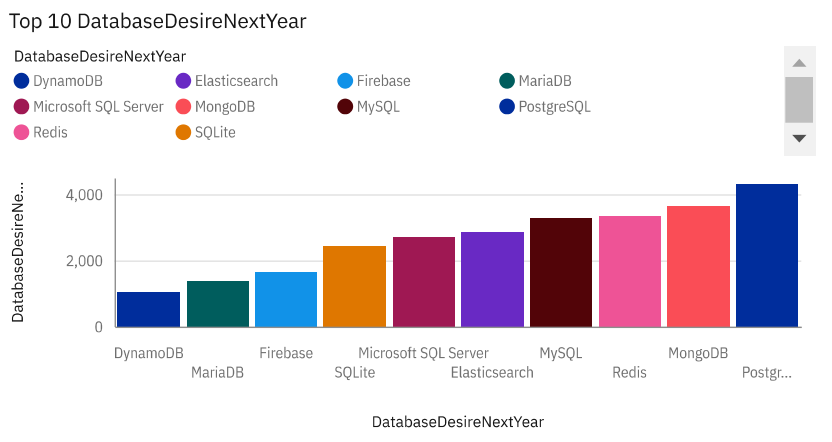 Top 10 DatabaseDesireNextYear
DatabaseDesireNextYear
DynamoDB Elasticsearch Firebase MariaDB
Microsoft SQL Server MongoDB MySQL PostgreSQL
Redis SQLite
DatabaseDesireNe...
4,000
2,000
0
DynamoDB Firebase Microsoft SQL Server MySQL MongoDB
MariaDB SQLite Elasticsearch Redis Postgr...
DatabaseDesireNextYear